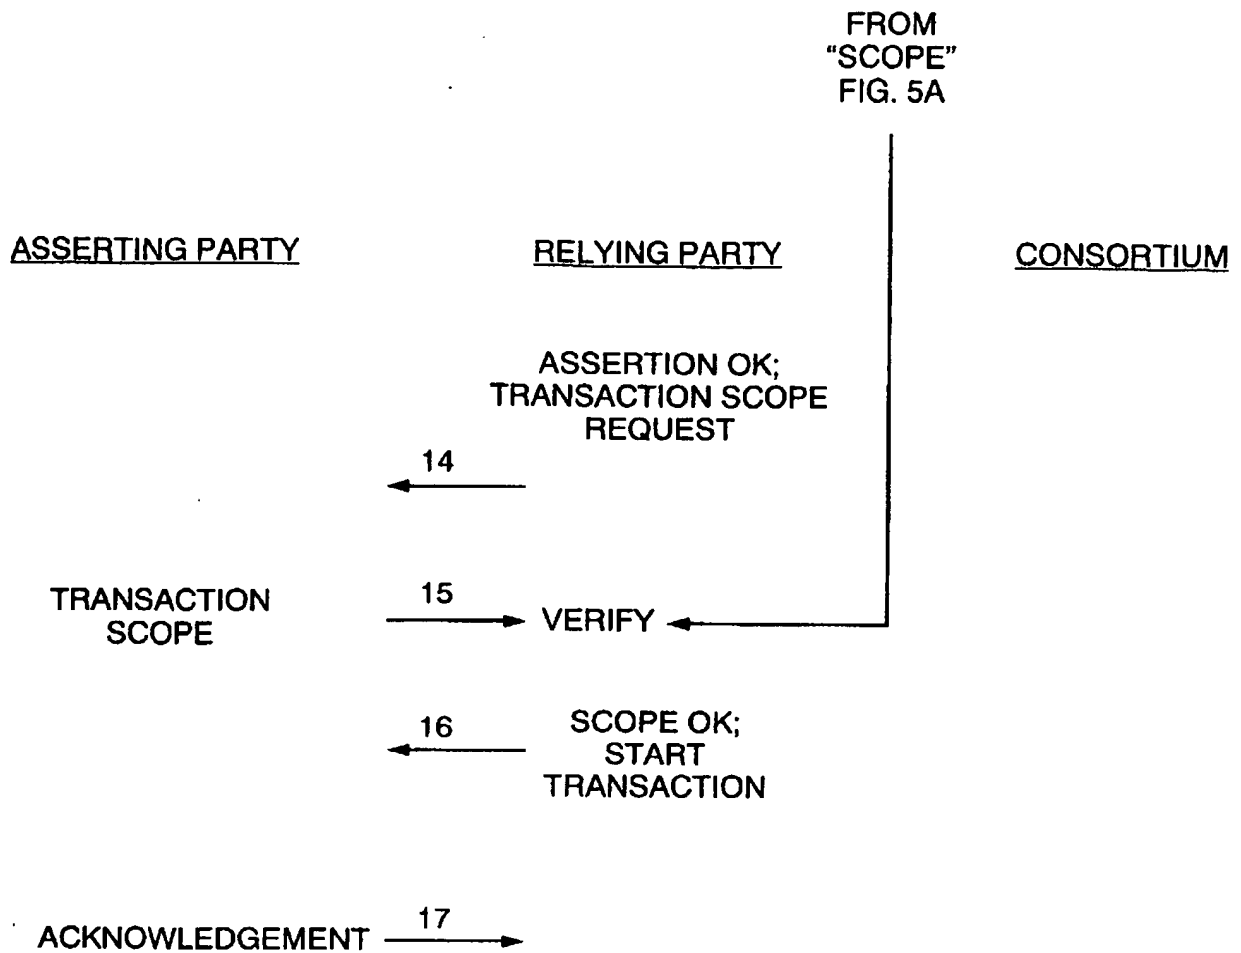 FROM
"SCOPE"
FIG. 5A
ASSERTING PARTY
RELYING PARTY
CONSORTIUM
ASSERTION OK;
TRANSACTION SCOPE
REQUEST
14
TRANSACTION
SCOPE
15
VERIFY
16
SCOPE OK;
START
TRANSACTION
ACKNOWLEDGEMENT
17